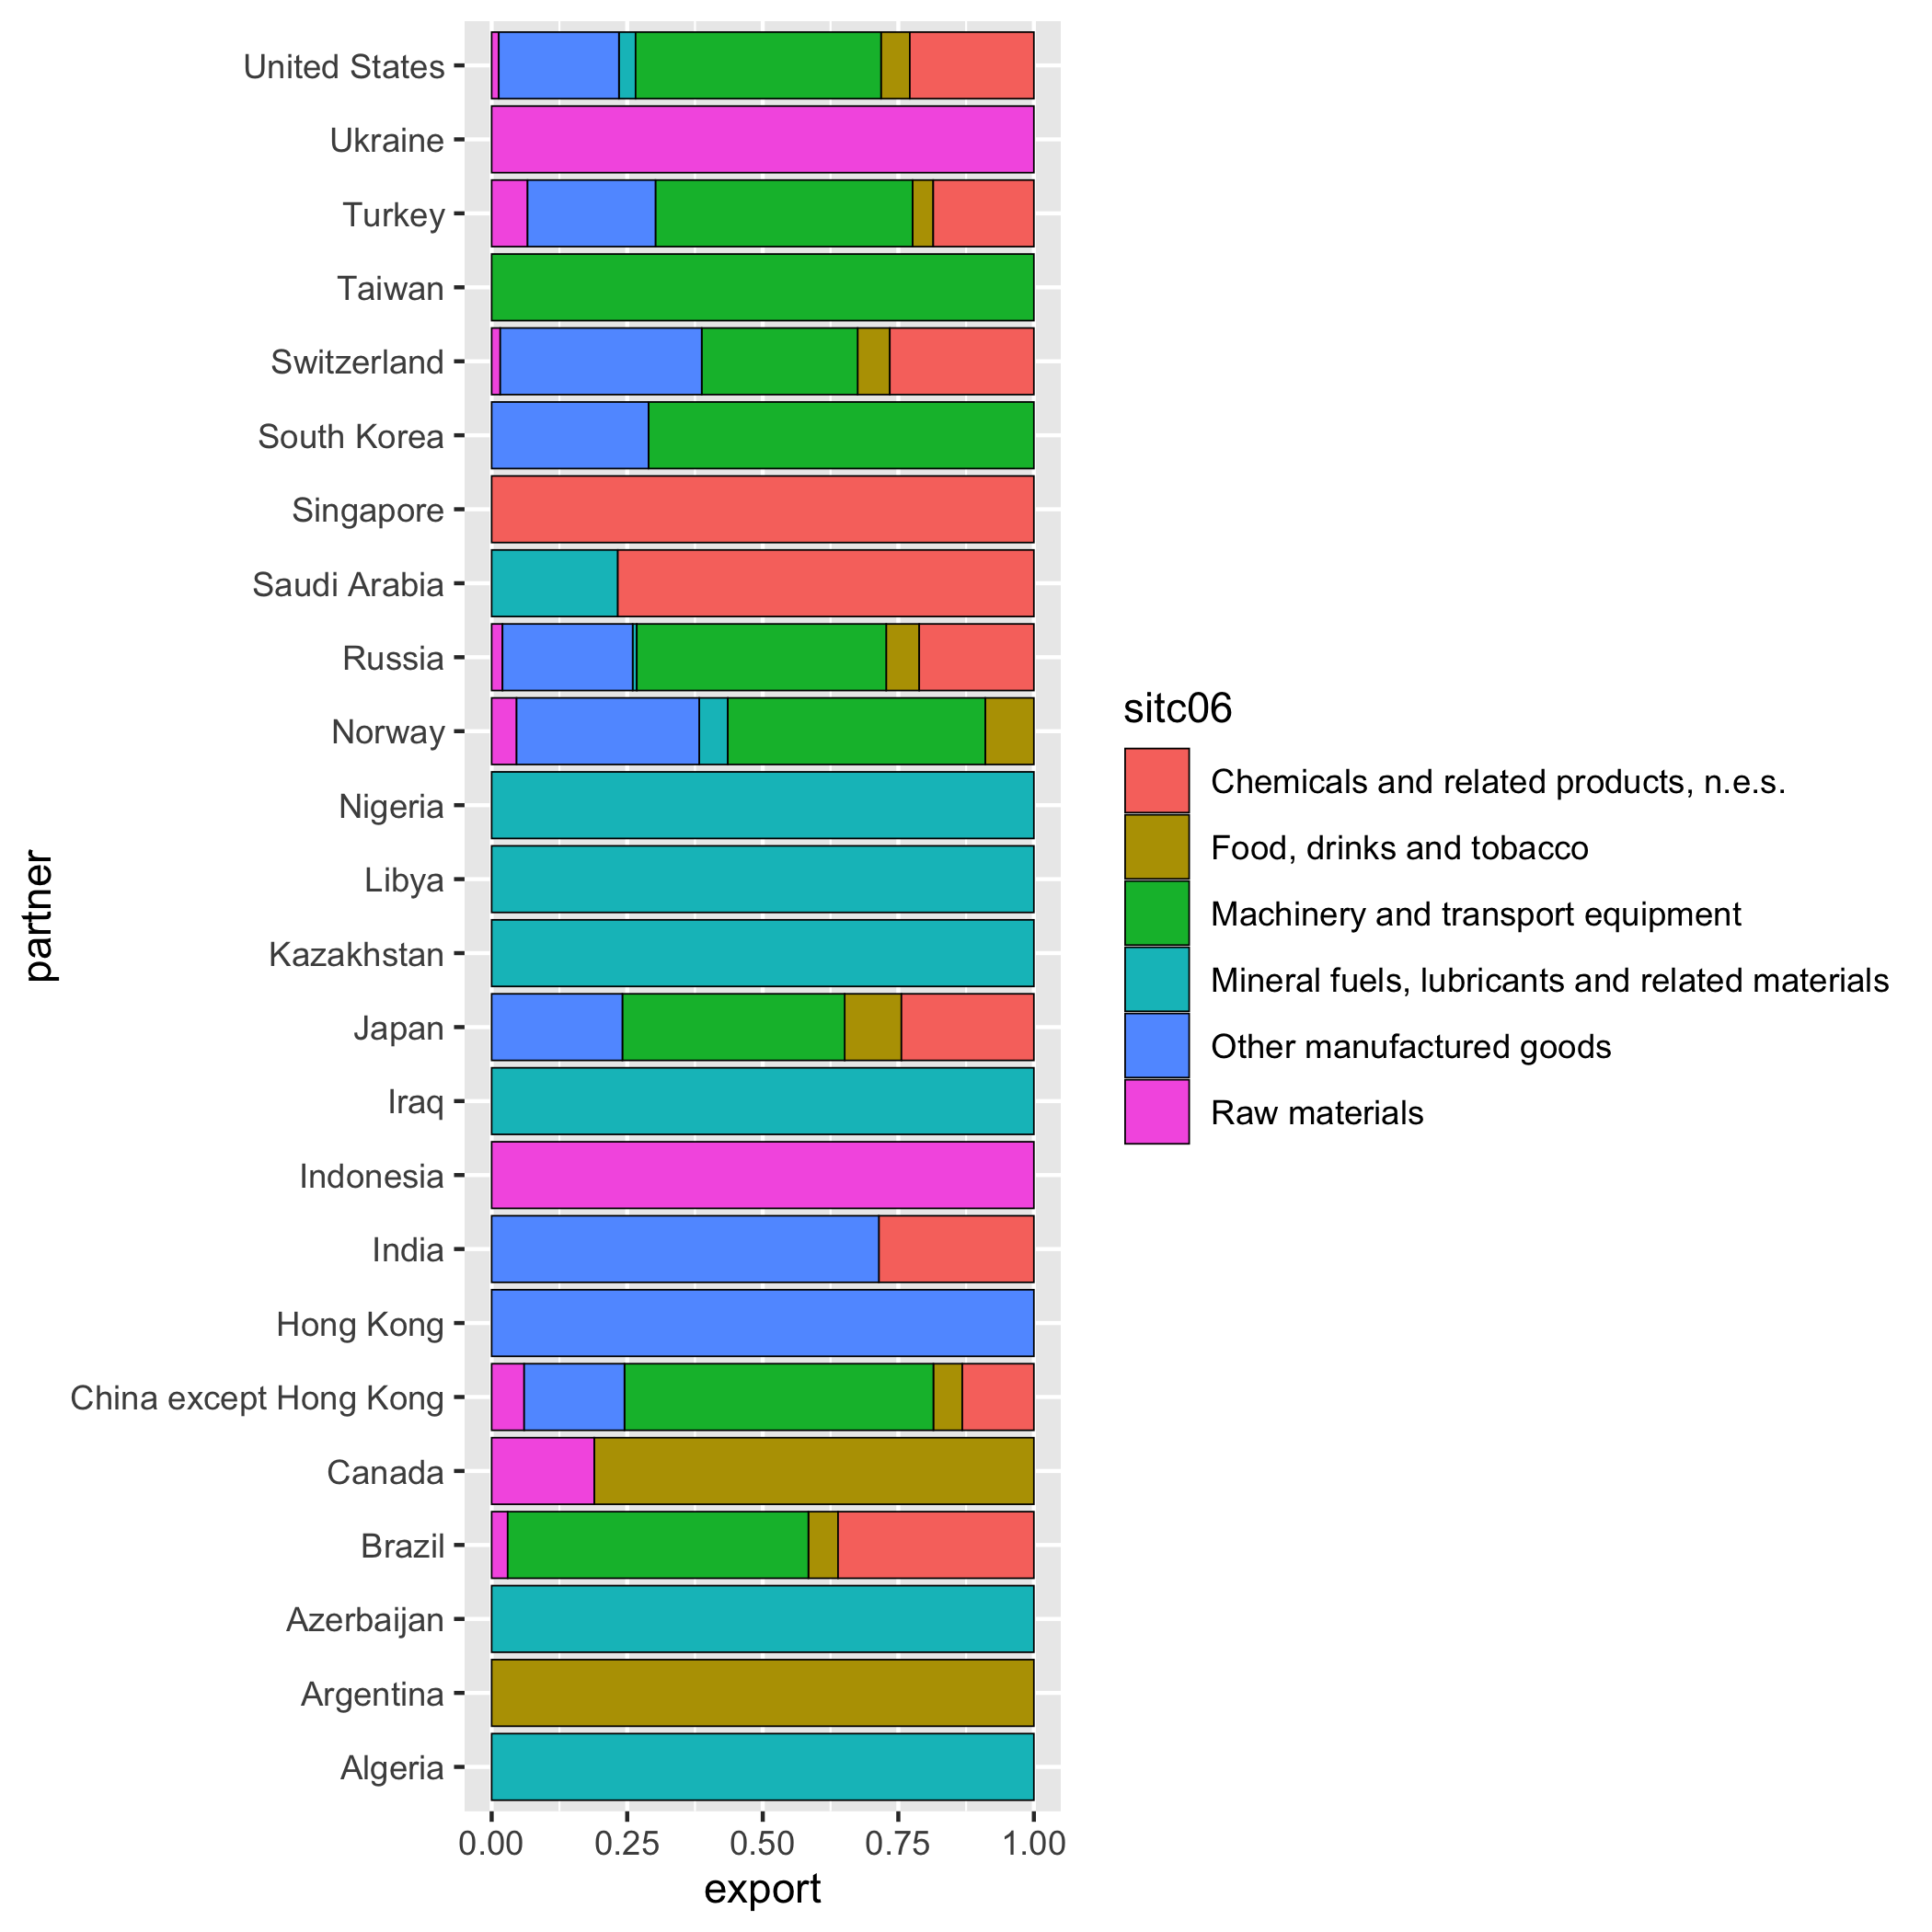 United States
Ukraine
Turkey
Taiwan
Switzerland
South Korea
Singapore
Saudi Arabia
Russia
Norway
Nigeria
Libya
Kazakhstan
Japan
Iraq
Indonesia
India
Hong Kong
China except Hong Kong
Canada
Brazil
Azerbaijan
Argentina
Algeria
partner
0.00 0.25 0.50 0.75 1.00
export
sitc06
Chemicals and related products, n.e.s.
Food, drinks and tobacco
Machinery and transport equipment
Mineral fuels, lubricants and related materials
Other manufactured goods
Raw materials